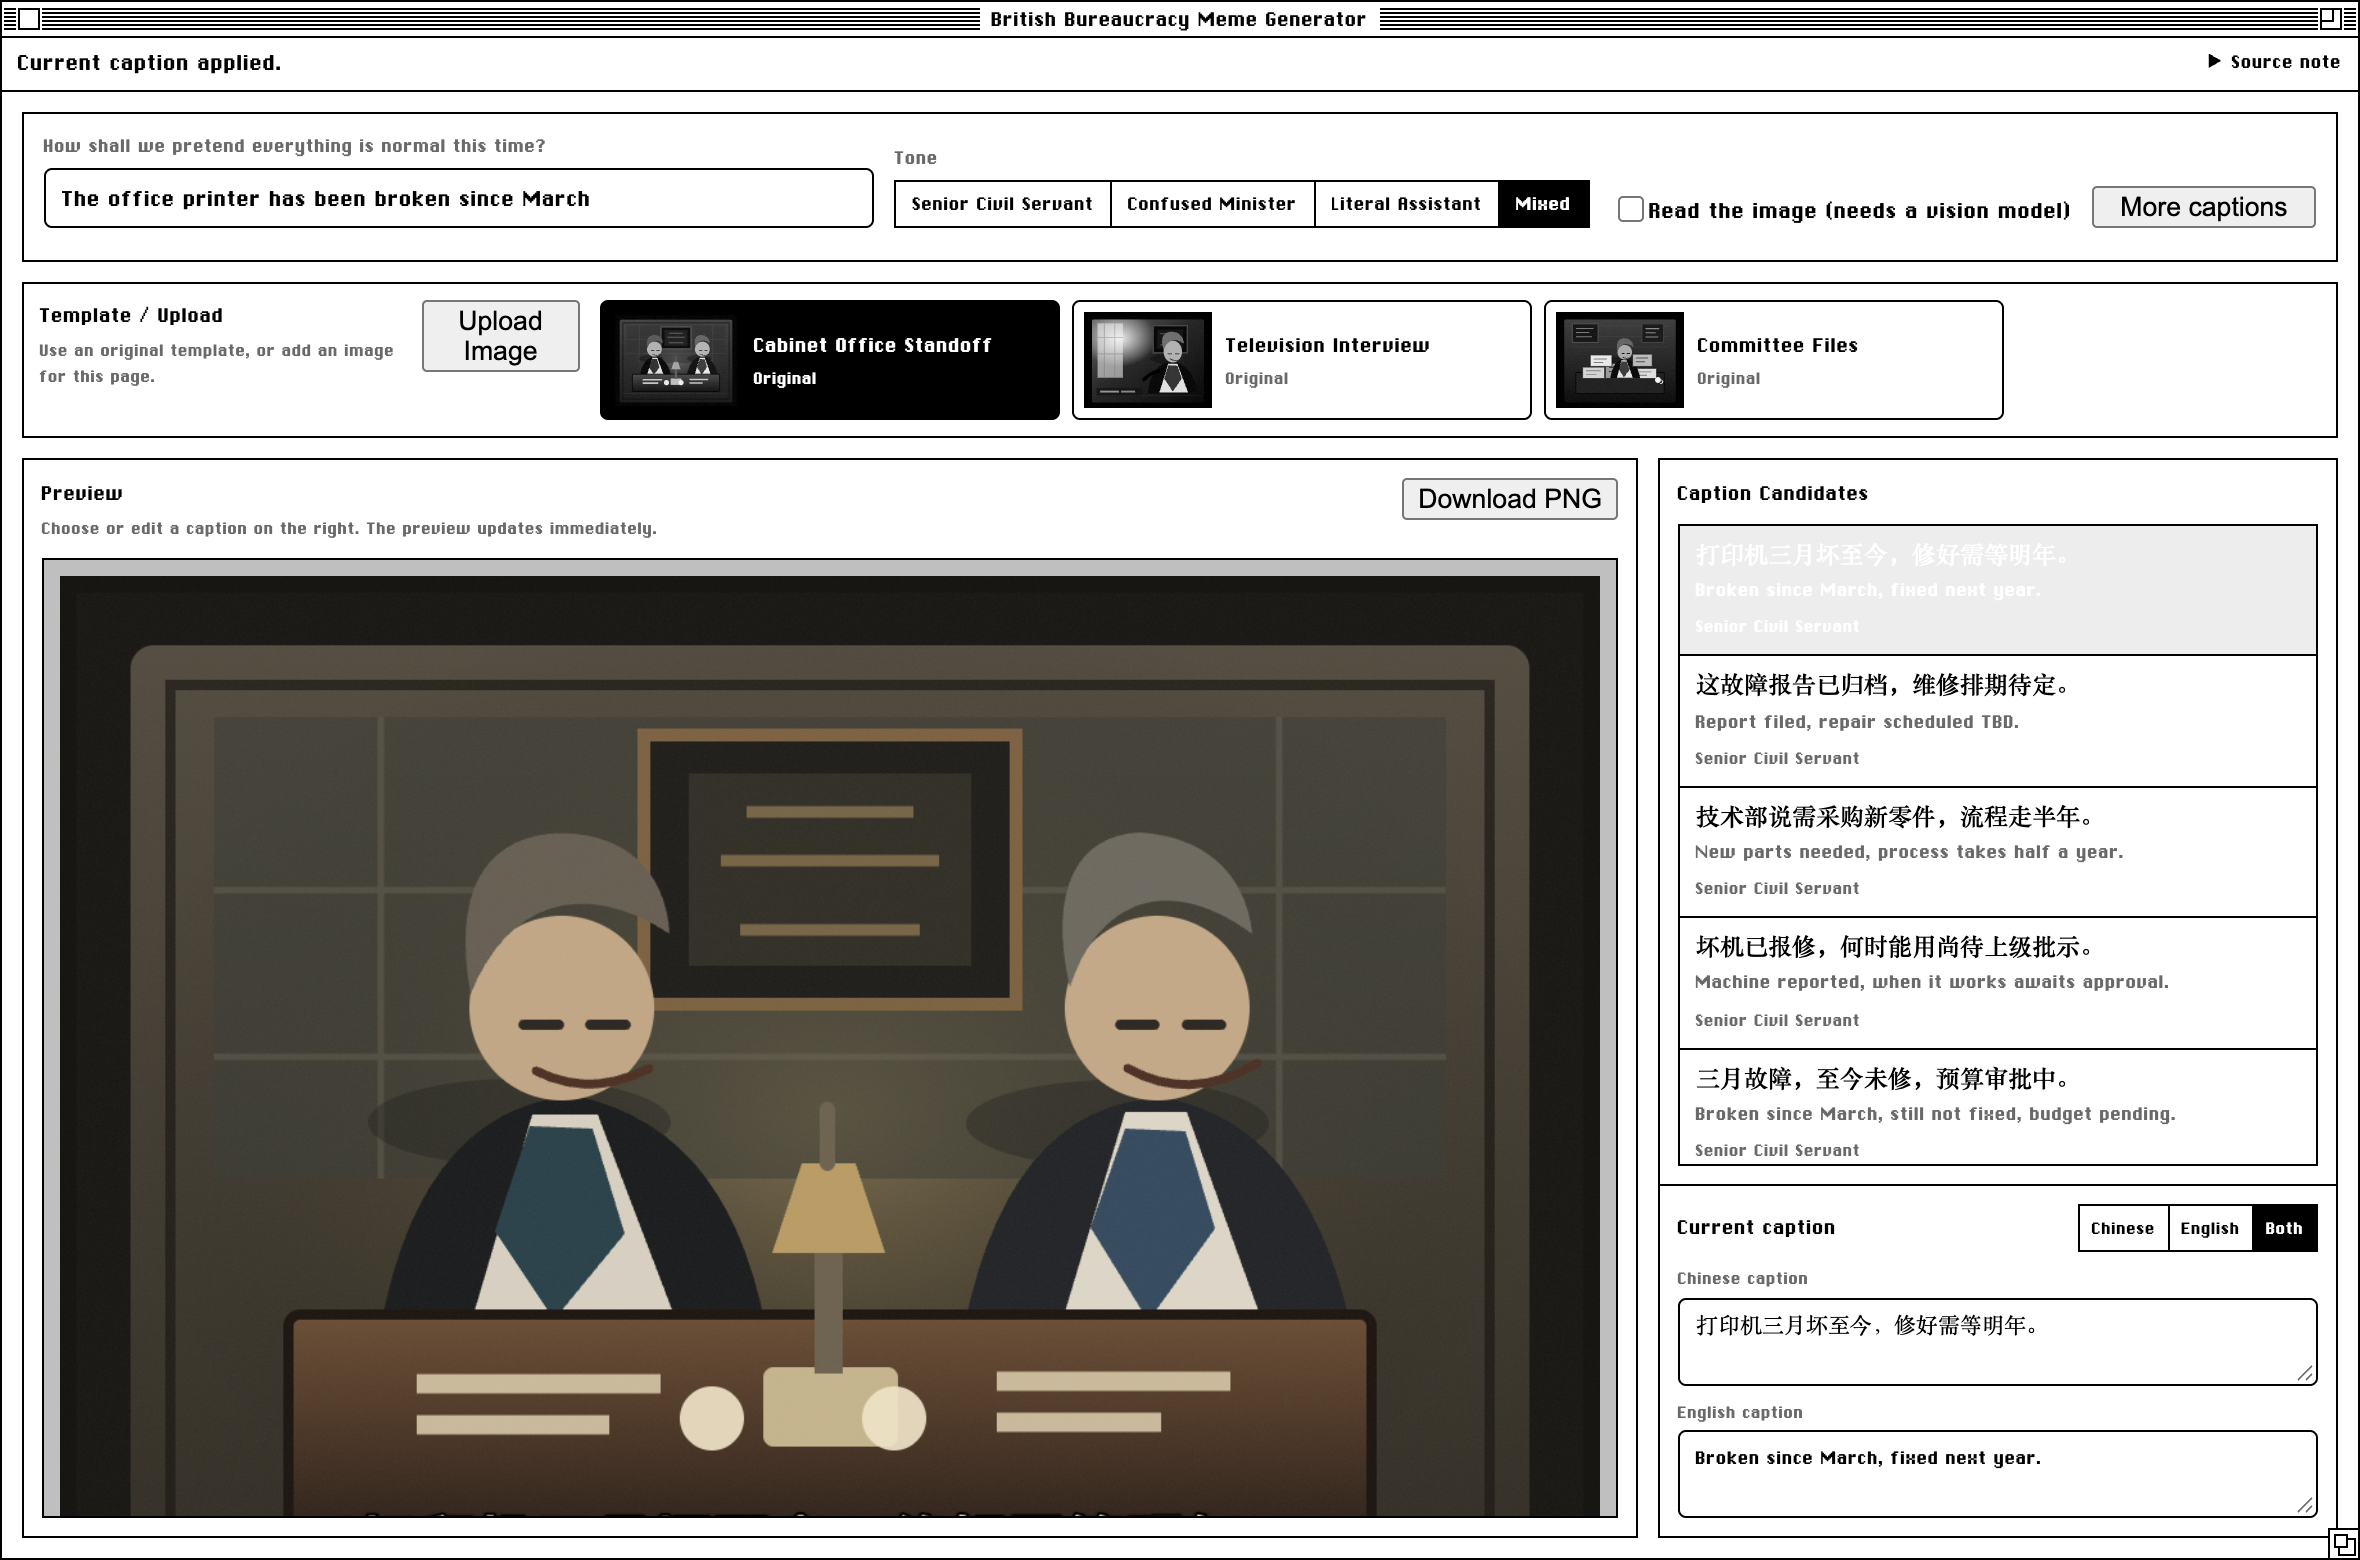 British Bureaucracy Meme Generator
Current caption applied.
Source note
How shall we pretend everything is normal this time?
The office printer has been broken since March
Tone
Senior Civil Servant
Confused Minister
Literal Assistant
Mixed
Read the image (needs a vision model)
More captions
Template / Upload
Use an original template, or add an image
for this page.
Upload
Image
Cabinet Office Standoff
Original
Television Interview
Original
Committee Files
Original
Preview
Choose or edit a caption on the right. The preview updates immediately.
Download PNG
Caption Candidates
打印机三月坏至今，修好需等明年。
Broken since March, fixed next year.
Senior Civil Servant
这故障报告已归档，维修排期待定。
Report filed, repair scheduled TBD.
Senior Civil Servant
技术部说需采购新零件，流程走半年。
New parts needed, process takes half a year.
Senior Civil Servant
坏机已报修，何时能用尚待上级批示。
Machine reported, when it works awaits approval.
Senior Civil Servant
三月故障，至今未修，预算审批中。
Broken since March, still not fixed, budget pending.
Senior Civil Servant
Current caption
Chinese
English
Both
Chinese caption
打印机三月坏至今，修好需等明年。
English caption
Broken since March, fixed next year.